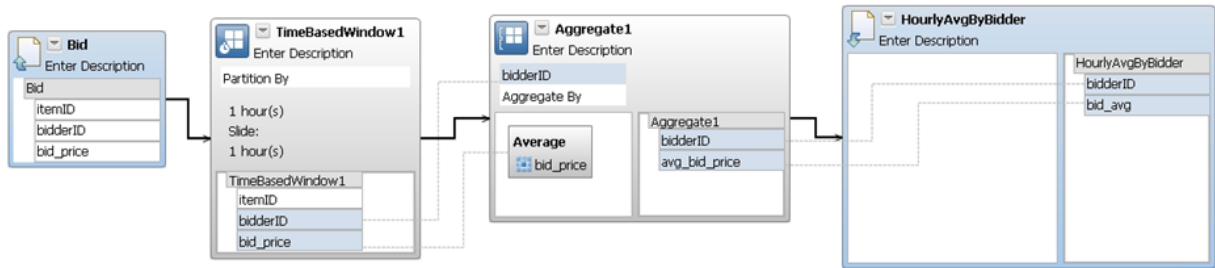 Bid
Enter Description
Bid
itemID
bidderID
bid_price
TimeBasedWindow1
Enter Description
Partition By
1 hour(s)
Slide:
1 hour(s)
TimeBasedWindow1
itemID
bidderID
bid_price
Aggregate1
Enter Description
bidderID
Aggregate By
Average
bid_price
Aggregate1
bidderID
avg_bid_price
HourlyAvgByBidder
Enter Description
HourlyAvgByBidder
bidderID
bid_avg